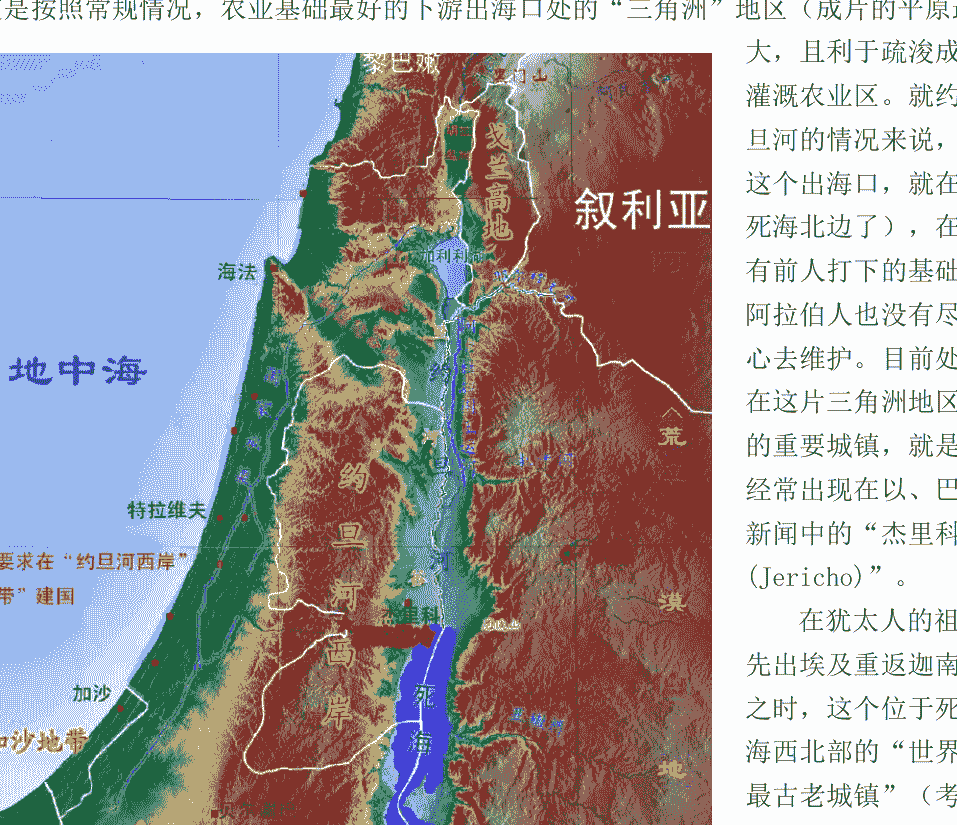 是按照常规情况，农业基础最好的下游出海口处的“三角洲”地区（成片的平原
大，且利于疏浚成
灌溉农业区。就约
旦河的情况来说，
这个出海口，就在
死海北边了），在
有前人打下的基础
阿拉伯人也没有尽
心去维护。目前处
在这片三角洲地区
的重要城镇，就是
经常出现在以、巴
新闻中的“杰里科
(Jericho)”。
在犹太人的祖
先出埃及重返迦南
之时，这个位于死
海西北部的“世界
最古老城镇”（考
黎巴嫩
戈兰高地
叙利亚
海法
地中海
约旦河
荒漠地
特拉维夫
约旦河西岸
要求在“约旦河西岸”
带”建国
杰里科
死海
加沙
加沙地带